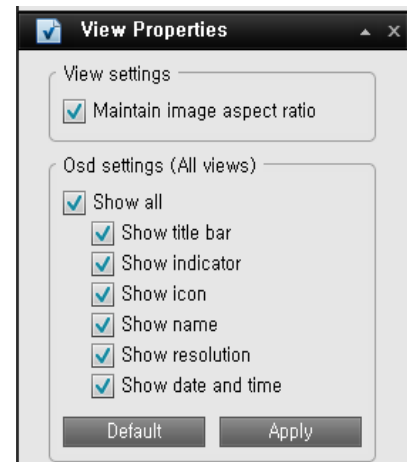 View Properties
View settings
Maintain image aspect ratio
Osd settings (All views)
Show all
Show title bar
Show indicator
Show icon
Show name
Show resolution
Show date and time
Default Apply